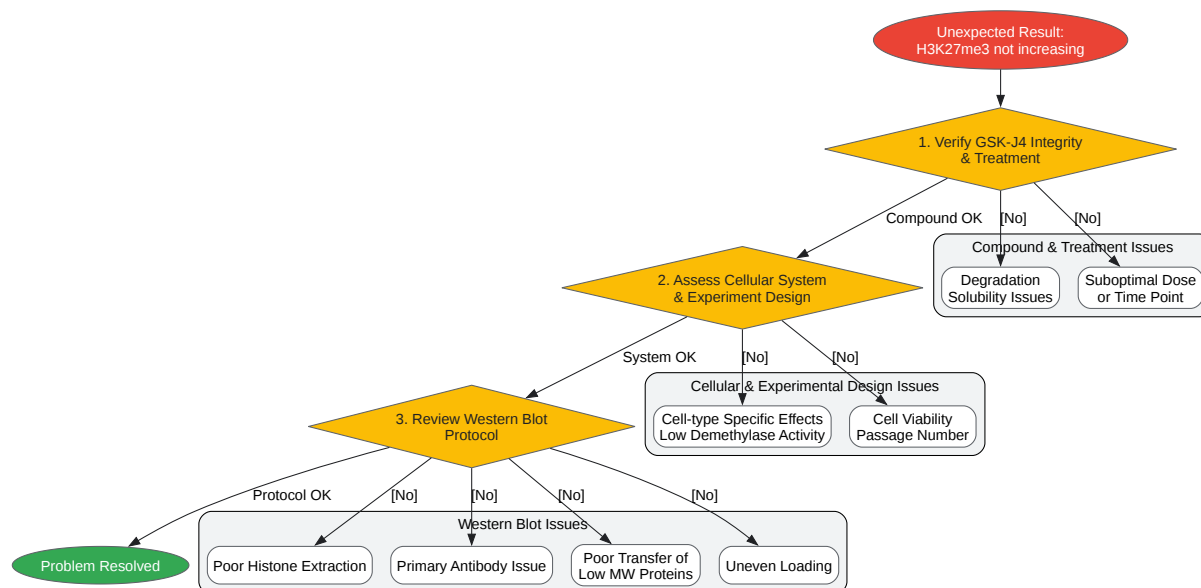 Unexpected Result:
H3K27me3 not increasing
1. Verify GSK-J4 Integrity
& Treatment
Compound OK
[No]
[No]
Compound & Treatment Issues
Degradation
Solubility Issues
Suboptimal Dose
or Time Point
2. Assess Cellular System
& Experiment Design
System OK
[No]
[No]
Cellular & Experimental Design Issues
Cell-type Specific Effects
Low Demethylase Activity
Cell Viability
Passage Number
3. Review Western Blot
Protocol
Protocol OK
[No]
[No]
[No]
[No]
Western Blot Issues
Problem Resolved
Poor Histone Extraction
Primary Antibody Issue
Poor Transfer of
Low MW Proteins
Uneven Loading